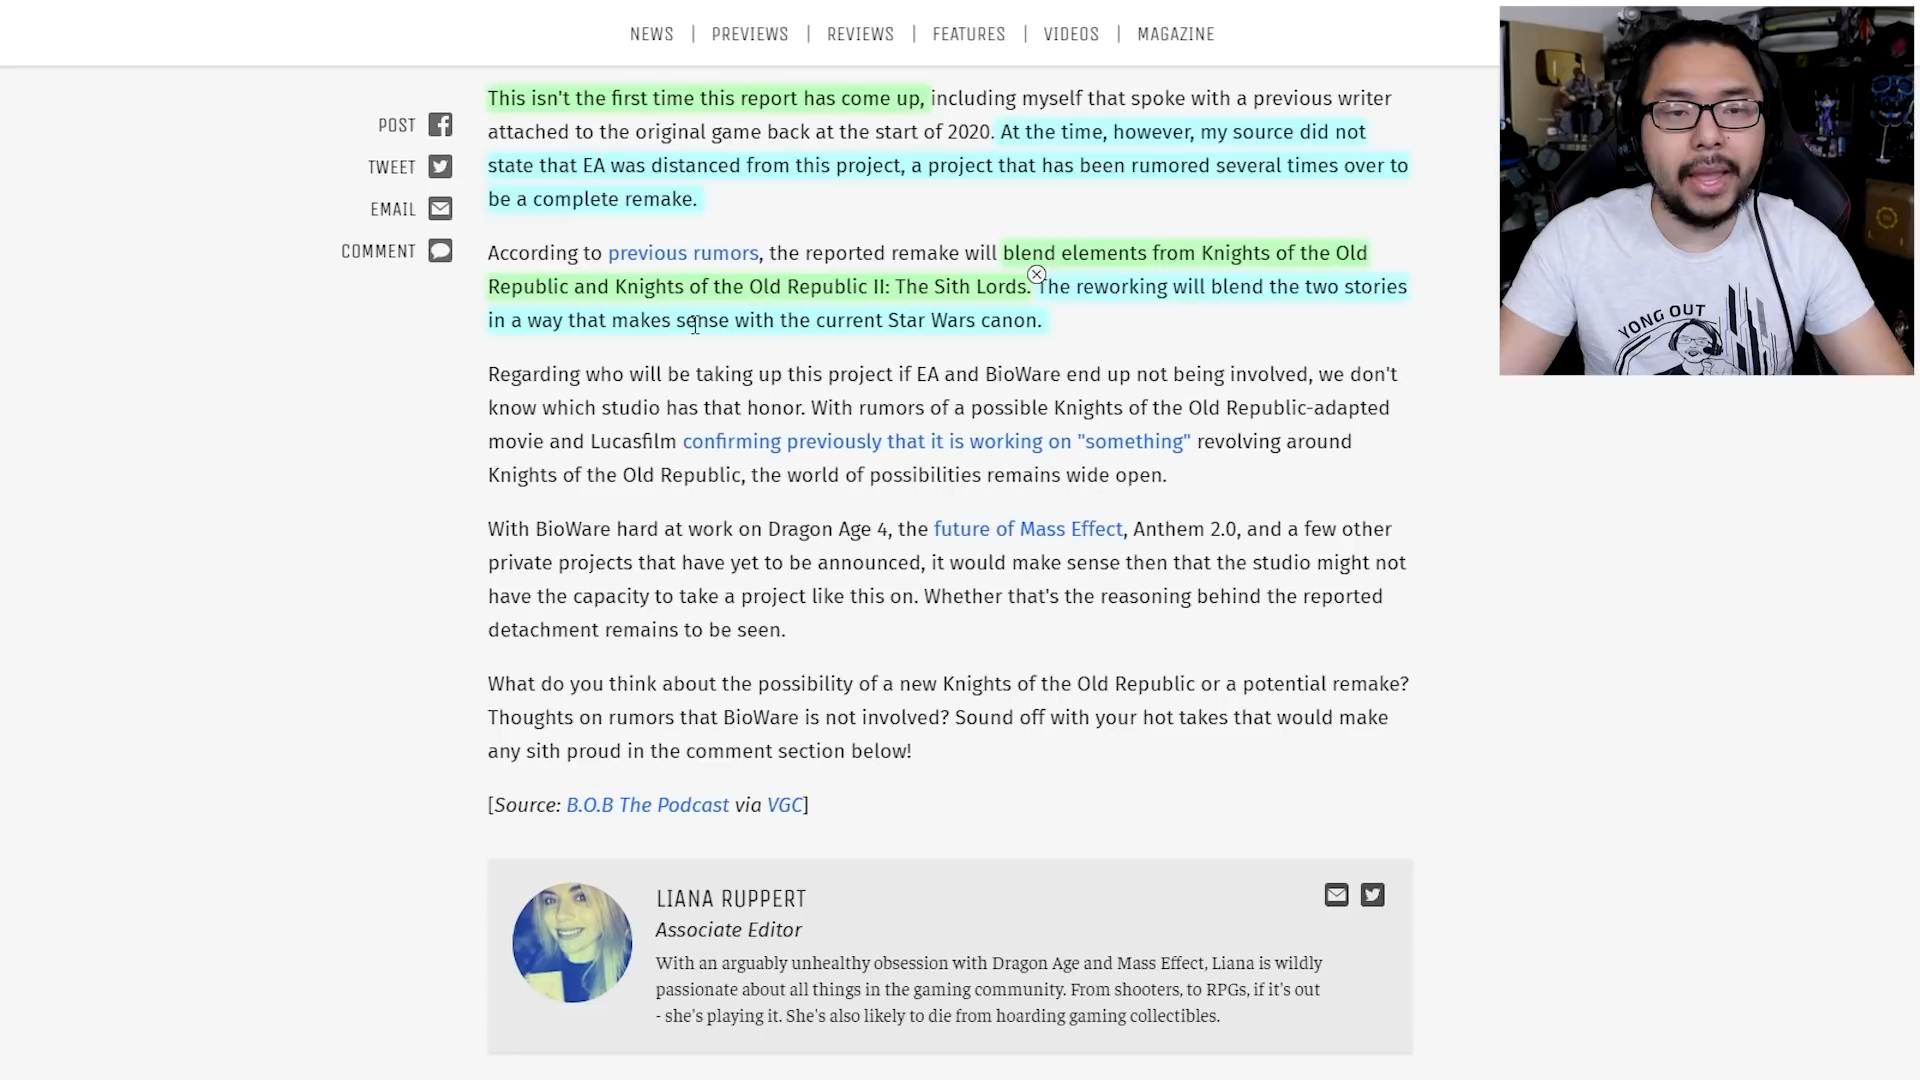 NEWS | PREVIEWS | REVIEWS | FEATURES | VIDEOS | MAGAZINE
POST
TWEET
EMAIL
COMMENT
This isn't the first time this report has come up, including myself that spoke with a previous writer
attached to the original game back at the start of 2020. At the time, however, my source did not
state that EA was distanced from this project, a project that has been rumored several times over to
be a complete remake.
According to previous rumors, the reported remake will blend elements from Knights of the Old
Republic and Knights of the Old Republic II: The Sith Lords. The reworking will blend the two stories
in a way that makes sense with the current Star Wars canon.
Regarding who will be taking up this project if EA and BioWare end up not being involved, we don't
know which studio has that honor. With rumors of a possible Knights of the Old Republic-adapted
movie and Lucasfilm confirming previously that it is working on "something" revolving around
Knights of the Old Republic, the world of possibilities remains wide open.
With BioWare hard at work on Dragon Age 4, the future of Mass Effect, Anthem 2.0, and a few other
private projects that have yet to be announced, it would make sense then that the studio might not
have the capacity to take a project like this on. Whether that's the reasoning behind the reported
detachment remains to be seen.
What do you think about the possibility of a new Knights of the Old Republic or a potential remake?
Thoughts on rumors that BioWare is not involved? Sound off with your hot takes that would make
any sith proud in the comment section below!
[Source: B.O.B The Podcast via VGC]
LIANA RUPPERT
Associate Editor
With an arguably unhealthy obsession with Dragon Age and Mass Effect, Liana is wildly
passionate about all things in the gaming community. From shooters, to RPGs, if it's out
- she's playing it. She's also likely to die from hoarding gaming collectibles.
YONG OUT